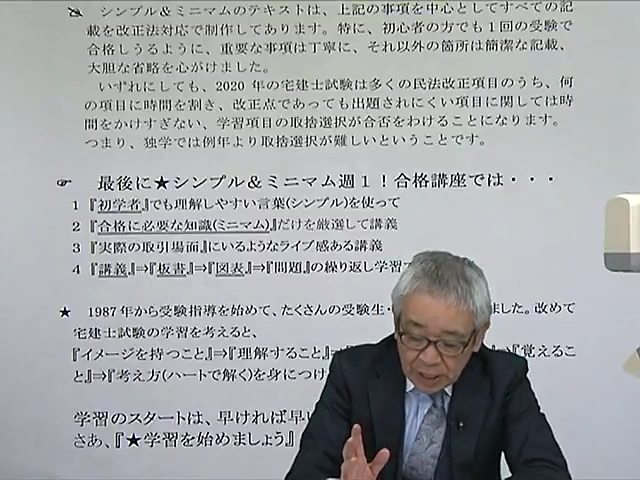 シンプル＆ミニマムのテキストは、上記の事項を中心としてすべての記
載を改正法対応で制作してあります。特に、初心者の方でも１回の受験で
合格しうるように、重要な事項は丁寧に、それ以外の箇所は簡潔な記載、
大胆な省略を心がけました。
いずれにしても、2020 年の宅建士試験は多くの民法改正項目のうち、何
の項目に時間を割き、改正点であっても出題されにくい項目に関しては時
間をかけすぎない、学習項目の取捨選択が合否をわけることになります。
つまり、独学では例年より取捨選択が難しいということです。
☞ 最後に★シンプル＆ミニマム週１！合格講座では・・・
１『初学者』でも理解しやすい言葉(シンプル)を使って
２『合格に必要な知識(ミニマム)』だけを厳選して講義
３『実際の取引場面』にいるようなライブ感ある講義
４『講義』⇒『板書』⇒『図表』⇒『問題』の繰り返し学習
★ 1987 年から受験指導を始めて、たくさんの受験生・ ました。改めて
宅建士試験の学習を考えると、
『イメージを持つこと』⇒『理解すること』⇒ 『覚えるこ
と』⇒『考え方(ハートで解く)を身につけ
学習のスタートは、早ければ早い
さあ、『★学習を始めましょう』